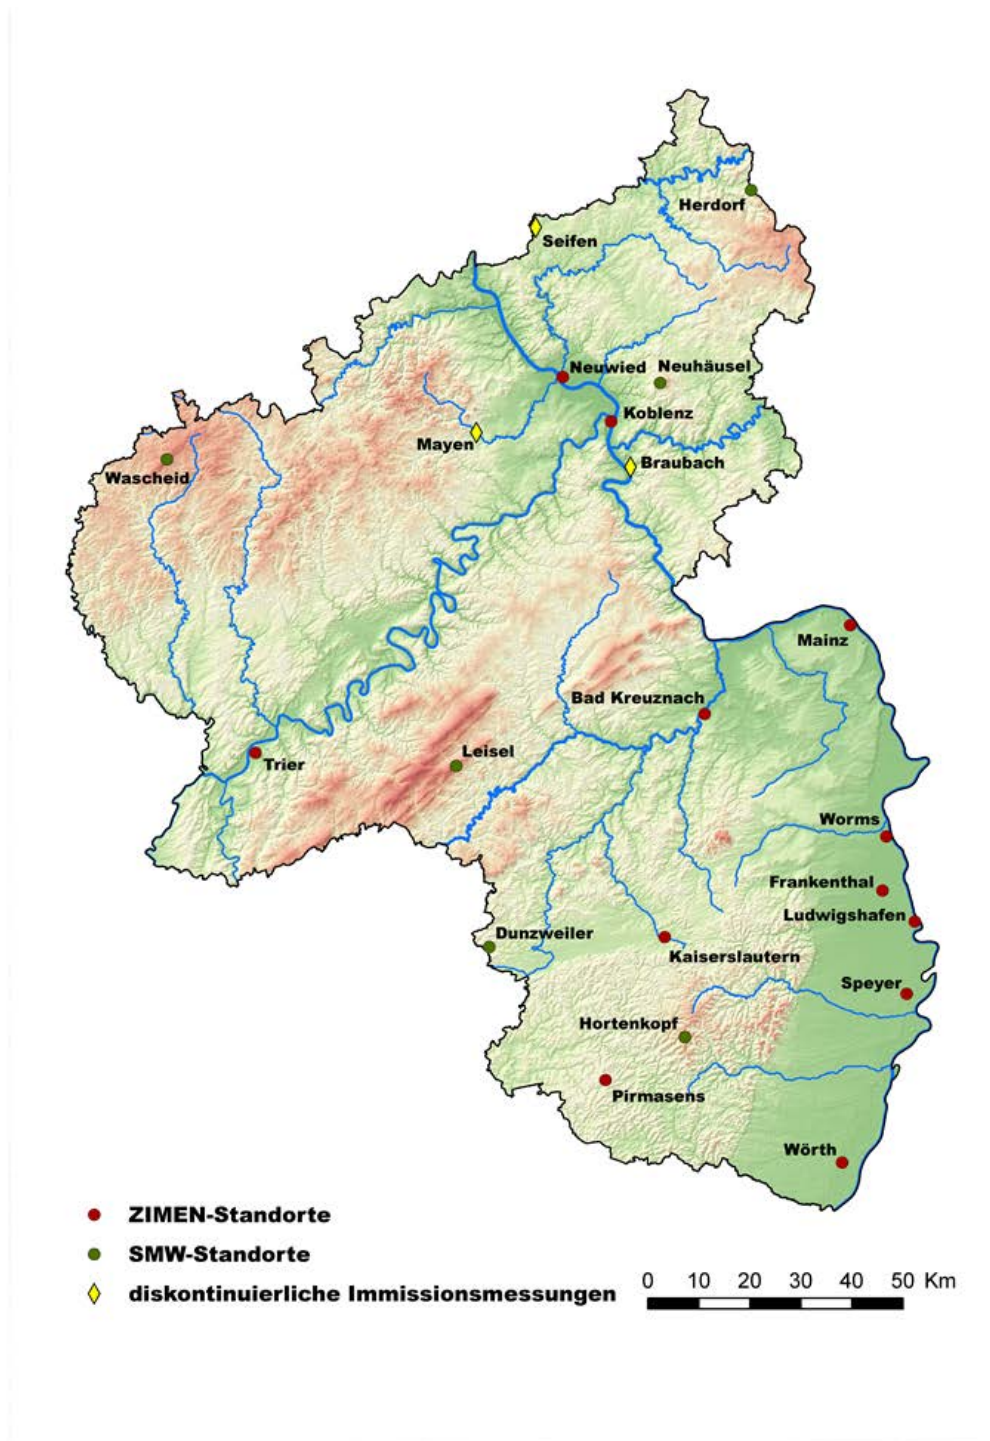 Herdorf
Seifen
Neuwied
Neuhäusel
Koblenz
Mayen
Braubach
Wascheid
Mainz
Bad Kreuznach
Leisel
Trier
Worms
Frankenthal
Ludwigshafen
Dunzweiler
Kaiserslautern
Speyer
Hortenkopf
Pirmasens
Wörth
ZIMEN-Standorte
SMW-Standorte
diskontinuierliche Immissionsmessungen
0 10 20 30 40 50 Km